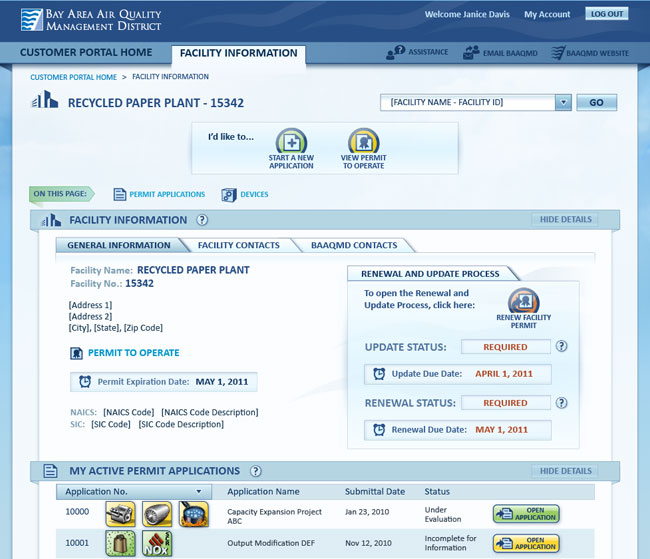 BAY AREA AIR QUALITY
MANAGEMENT DISTRICT
Welcome Janice Davis My Account LOG OUT
CUSTOMER PORTAL HOME FACILITY INFORMATION ASSISTANCE EMAIL BAAQMD BAAQMD WEBSITE
CUSTOMER PORTAL HOME > FACILITY INFORMATION
RECYCLED PAPER PLANT - 15342 [FACILITY NAME - FACILITY ID] GO
I'd like to...
START A NEW
APPLICATION
VIEW PERMIT
TO OPERATE
ON THIS PAGE: PERMIT APPLICATIONS DEVICES
FACILITY INFORMATION ? HIDE DETAILS
GENERAL INFORMATION FACILITY CONTACTS BAAQMD CONTACTS
Facility Name: RECYCLED PAPER PLANT
Facility No.: 15342
[Address 1]
[Address 2]
[City], [State], [Zip Code]
PERMIT TO OPERATE
Permit Expiration Date: MAY 1, 2011
NAICS: [NAICS Code] [NAICS Code Description]
SIC: [SIC Code] [SIC Code Description]
RENEWAL AND UPDATE PROCESS
To open the Renewal and
Update Process, click here:
RENEW FACILITY
PERMIT
UPDATE STATUS: REQUIRED ?
Update Due Date: APRIL 1, 2011
RENEWAL STATUS: REQUIRED ?
Renewal Due Date: MAY 1, 2011
MY ACTIVE PERMIT APPLICATIONS ? HIDE DETAILS
Application No. Application Name Submittal Date Status
10000 Capacity Expansion Project
ABC
Jan 23, 2010 Under
Evaluation
OPEN
APPLICATION
10001 NOx Output Modification DEF Nov 12, 2010 Incomplete for
Information
OPEN
APPLICATION